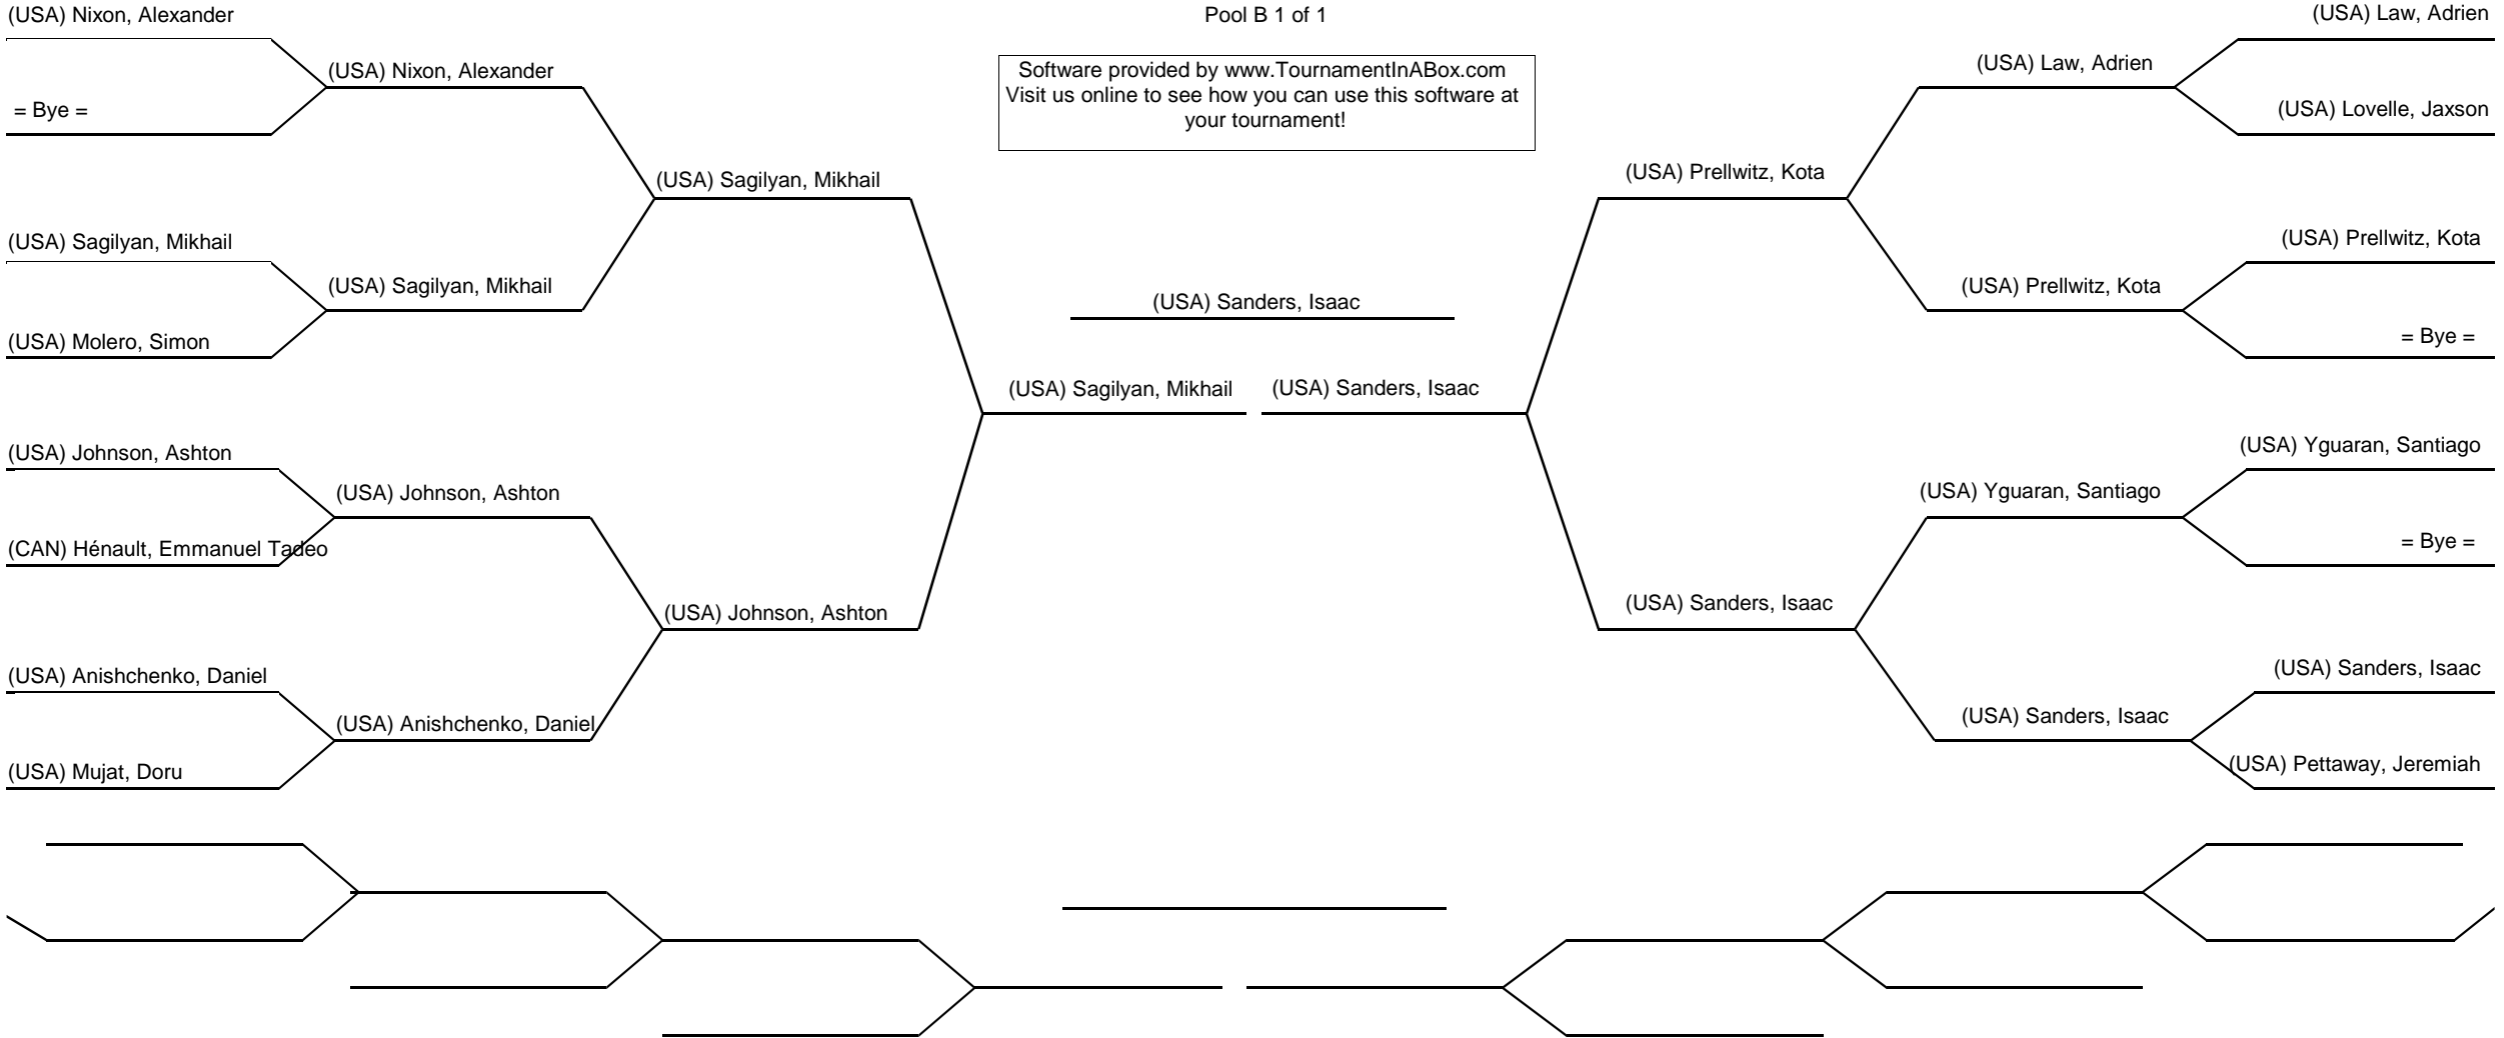 (USA) Nixon, Alexander
Pool B 1 of 1
(USA) Law, Adrien
(USA) Nixon, Alexander
Software provided by www.TournamentInABox.com
Visit us online to see how you can use this software at
your tournament!
(USA) Law, Adrien
= Bye =
(USA) Lovelle, Jaxson
(USA) Sagilyan, Mikhail
(USA) Prellwitz, Kota
(USA) Sagilyan, Mikhail
(USA) Prellwitz, Kota
(USA) Sagilyan, Mikhail
(USA) Sanders, Isaac
(USA) Prellwitz, Kota
(USA) Molero, Simon
= Bye =
(USA) Sagilyan, Mikhail
(USA) Sanders, Isaac
(USA) Johnson, Ashton
(USA) Yguaran, Santiago
(USA) Johnson, Ashton
(USA) Yguaran, Santiago
(CAN) Hénault, Emmanuel Tadeo
= Bye =
(USA) Johnson, Ashton
(USA) Sanders, Isaac
(USA) Anishchenko, Daniel
(USA) Sanders, Isaac
(USA) Anishchenko, Daniel
(USA) Sanders, Isaac
(USA) Mujat, Doru
(USA) Pettaway, Jeremiah